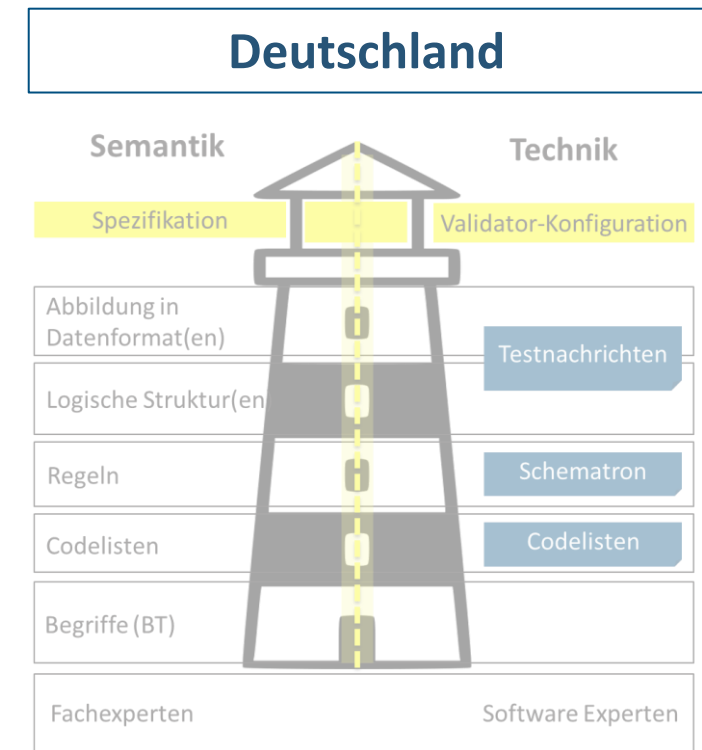 Deutschland
Semantik
Technik
Spezifikation
Validator-Konfiguration
Abbildung in
Datenformat(en)
Testnachrichten
Logische Struktur(en
Regeln
Schematron
Codelisten
Codelisten
Begriffe (BT)
Fachexperten
Software Experten